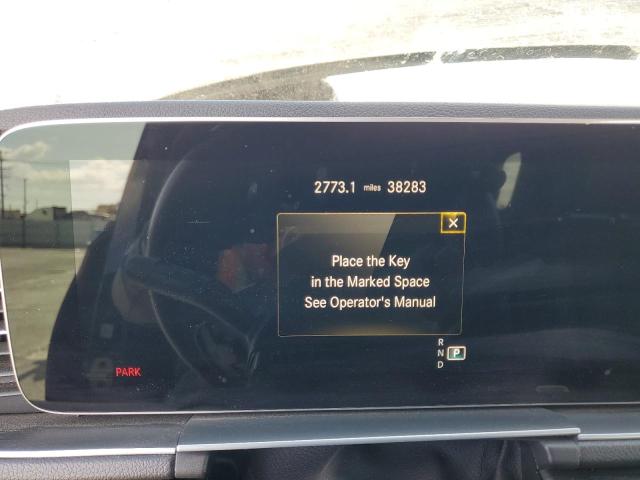 2773.1 miles 38283
X
Place the Key
in the Marked Space
See Operator's Manual
R
N P
D
PARK